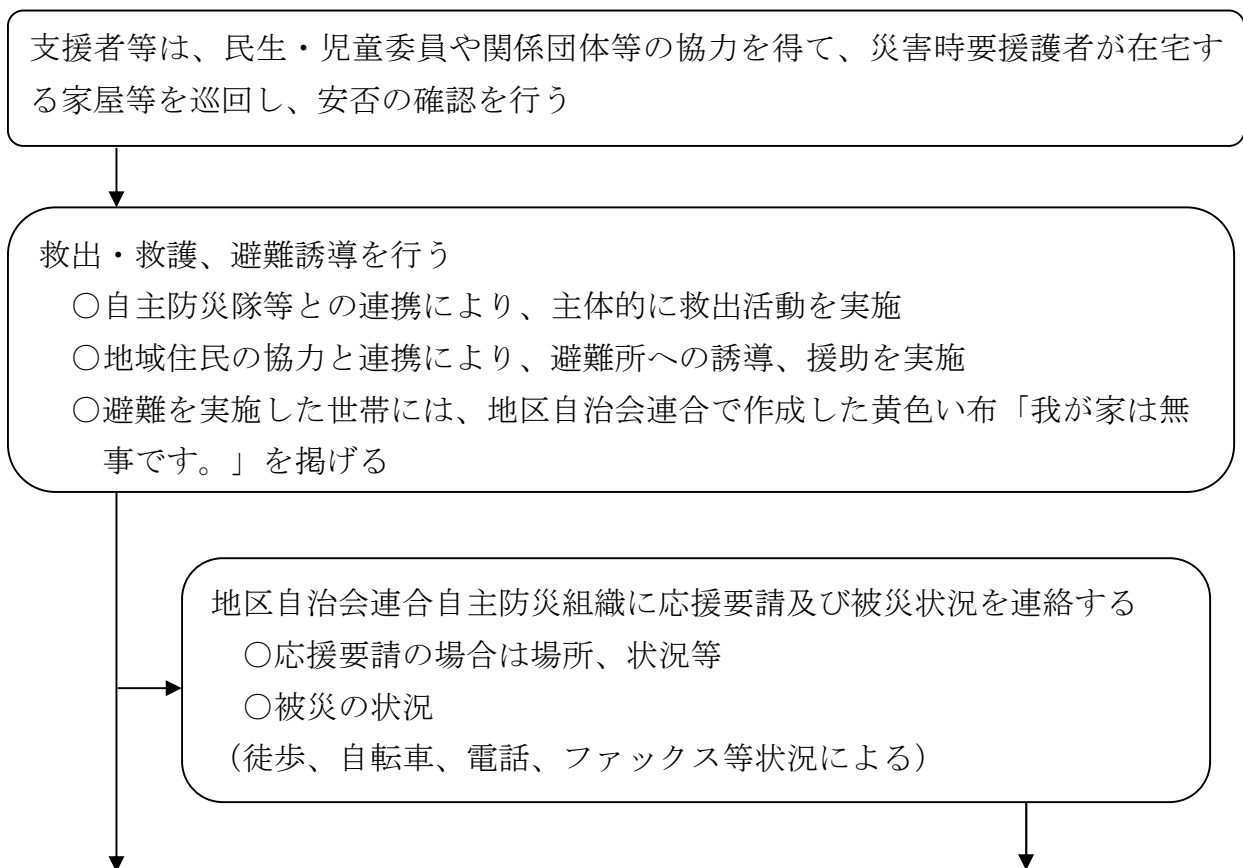 支援者等は、民生・児童委員や関係団体等の協力を得て、災害時要援護者が在宅す
る家屋等を巡回し、安否の確認を行う
救出・救護、避難誘導を行う
○自主防災隊等との連携により、主体的に救出活動を実施
○地域住民の協力と連携により、避難所への誘導、援助を実施
○避難を実施した世帯には、地区自治会連合で作成した黄色い布「我が家は無
事です。」を掲げる
地区自治会連合自主防災組織に応援要請及び被災状況を連絡する
○応援要請の場合は場所、状況等
○被災の状況
（徒歩、自転車、電話、ファックス等状況による）